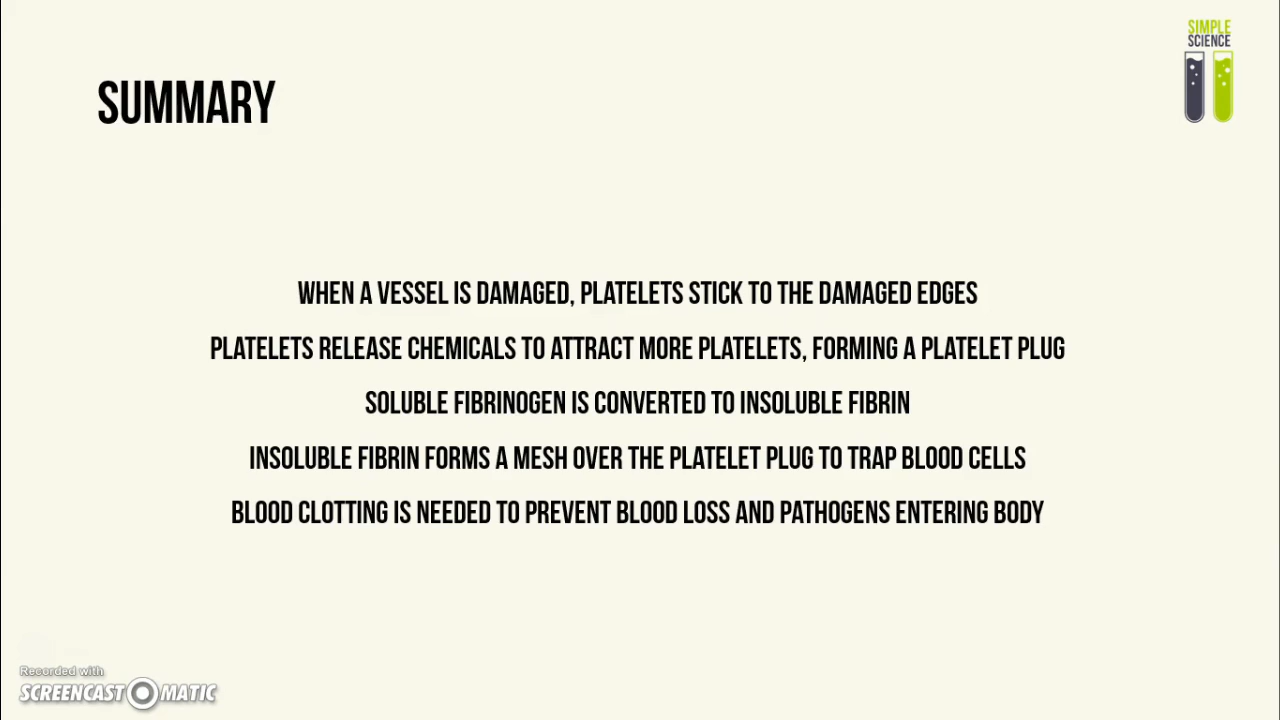 SIMPLE
SCIENCE
SUMMARY
WHEN A VESSEL IS DAMAGED, PLATELETS STICK TO THE DAMAGED EDGES
PLATELETS RELEASE CHEMICALS TO ATTRACT MORE PLATELETS, FORMING A PLATELET PLUG
SOLUBLE FIBRINOGEN IS CONVERTED TO INSOLUBLE FIBRIN
INSOLUBLE FIBRIN FORMS A MESH OVER THE PLATELET PLUG TO TRAP BLOOD CELLS
BLOOD CLOTTING IS NEEDED TO PREVENT BLOOD LOSS AND PATHOGENS ENTERING BODY
Recorded with
SCREENCAST MATIC